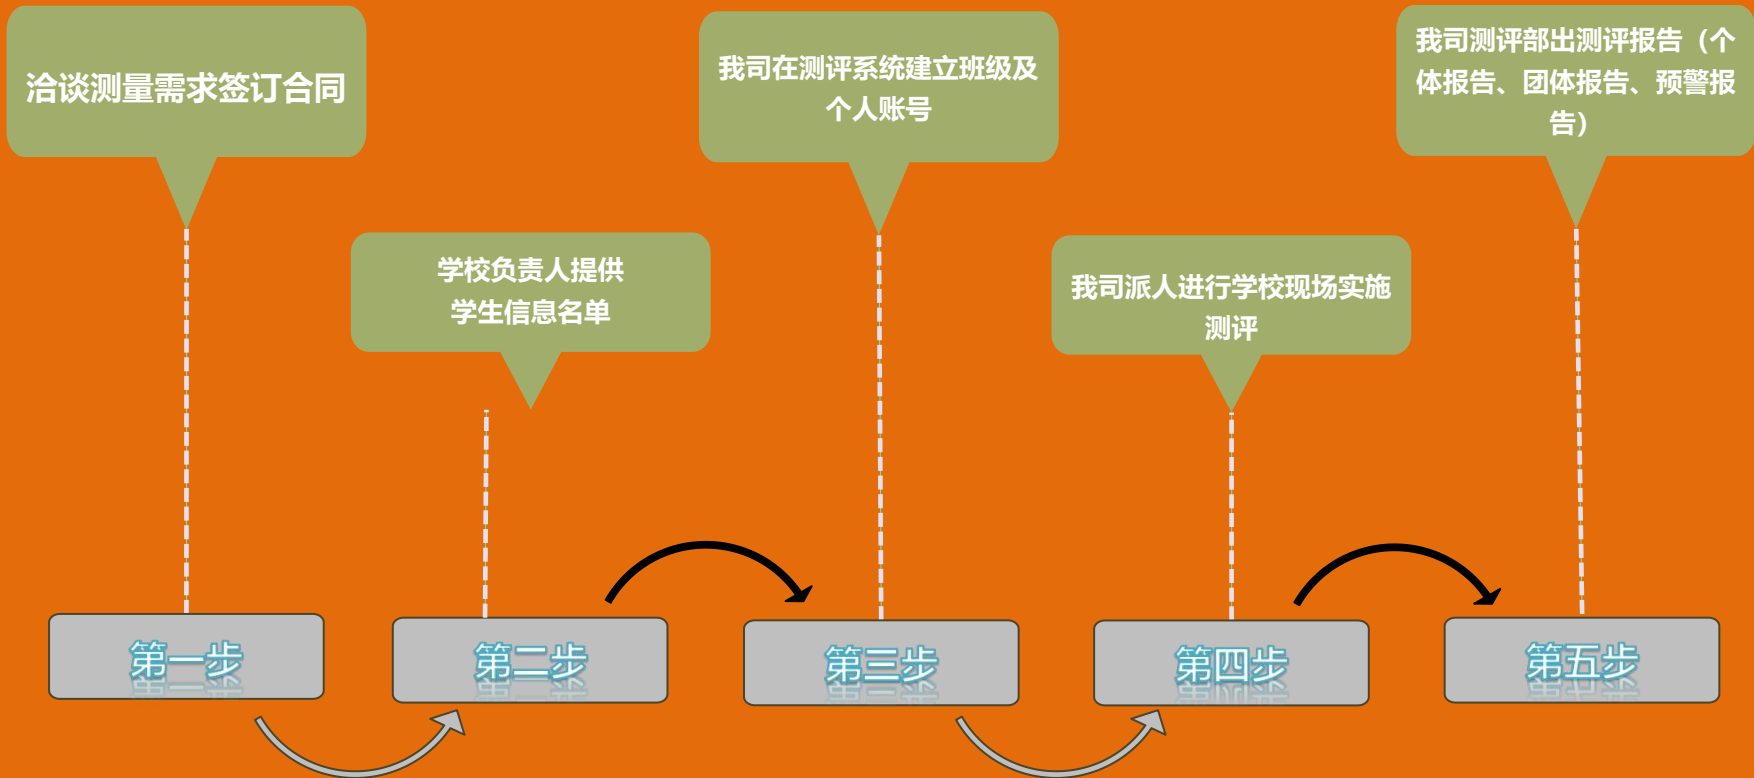 洽谈测量需求签订合同
学校负责人提供
学生信息名单
我司在测评系统建立班级及
个人账号
我司派人进行学校现场实施
测评
我司测评部出测评报告（个
体报告、团体报告、预警报
告）
第一步
第二步
第三步
第四步
第五步